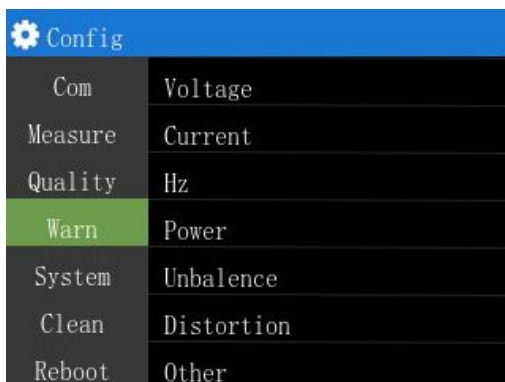 Config
Com
Voltage
Measure
Current
Quality
Hz
Warn
Power
System
Unbalence
Clean
Distortion
Reboot
Other